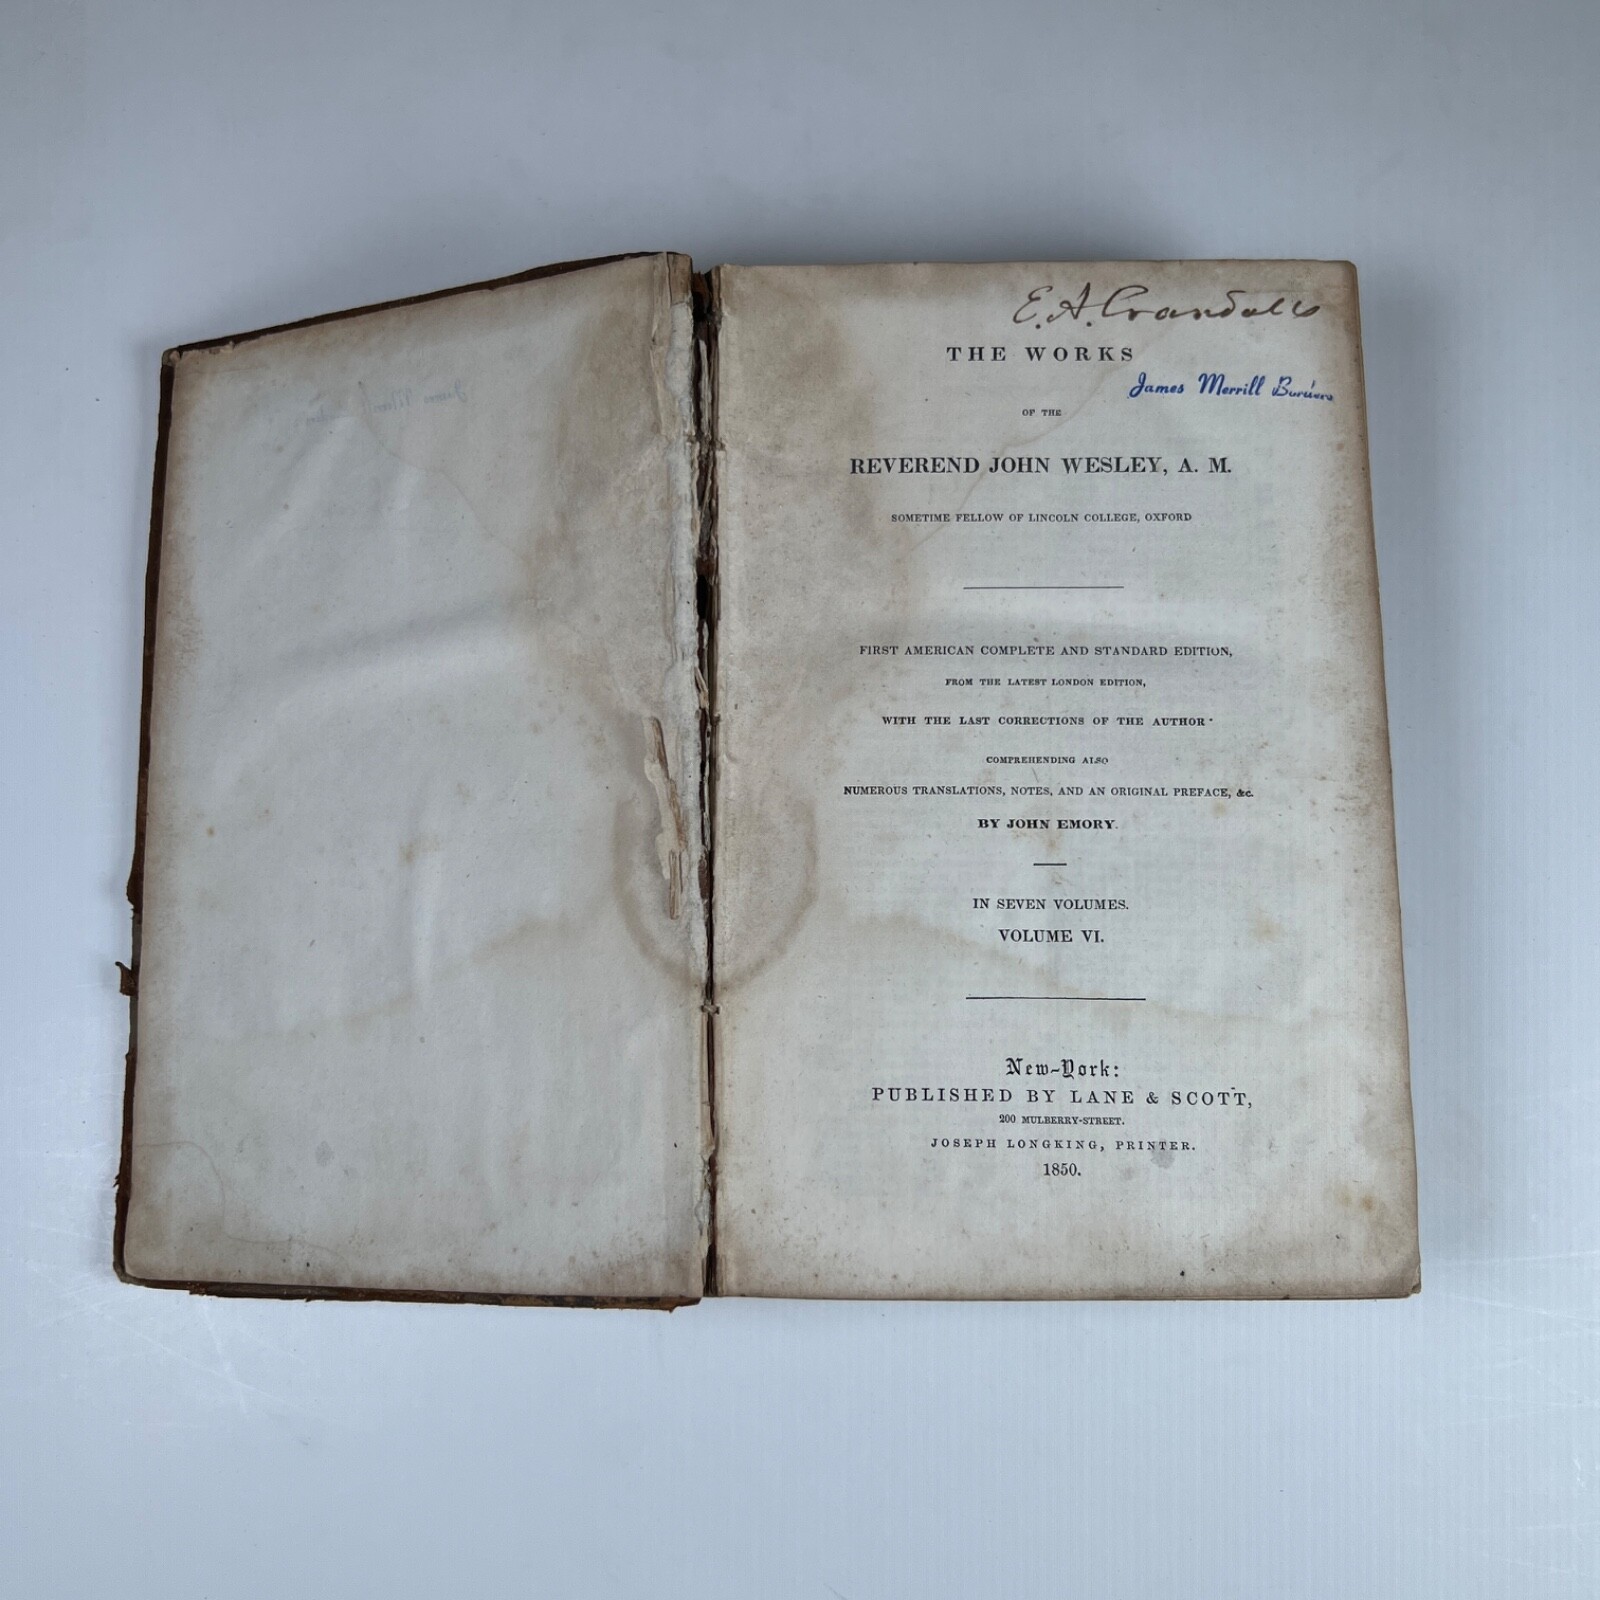 E. A. Crandall
THE WORKS
James Merrill
OF THE
REVEREND JOHN WESLEY, A. M.
SOMETIME FELLOW OF LINCOLN COLLEGE, OXFORD
FIRST AMERICAN COMPLETE AND STANDARD EDITION,
FROM THE LATEST LONDON EDITION,
WITH THE LAST CORRECTIONS OF THE AUTHOR·
COMPREHENDING ALSO
NUMEROUS TRANSLATIONS, NOTES, AND AN ORIGINAL PREFACE, &c.
BY JOHN EMORY.
IN SEVEN VOLUMES.
VOLUME VI.
New-York:
PUBLISHED BY LANE & SCOTT,
200 MULBERRY-STREET.
JOSEPH LONGKING, PRINTER.
1850.